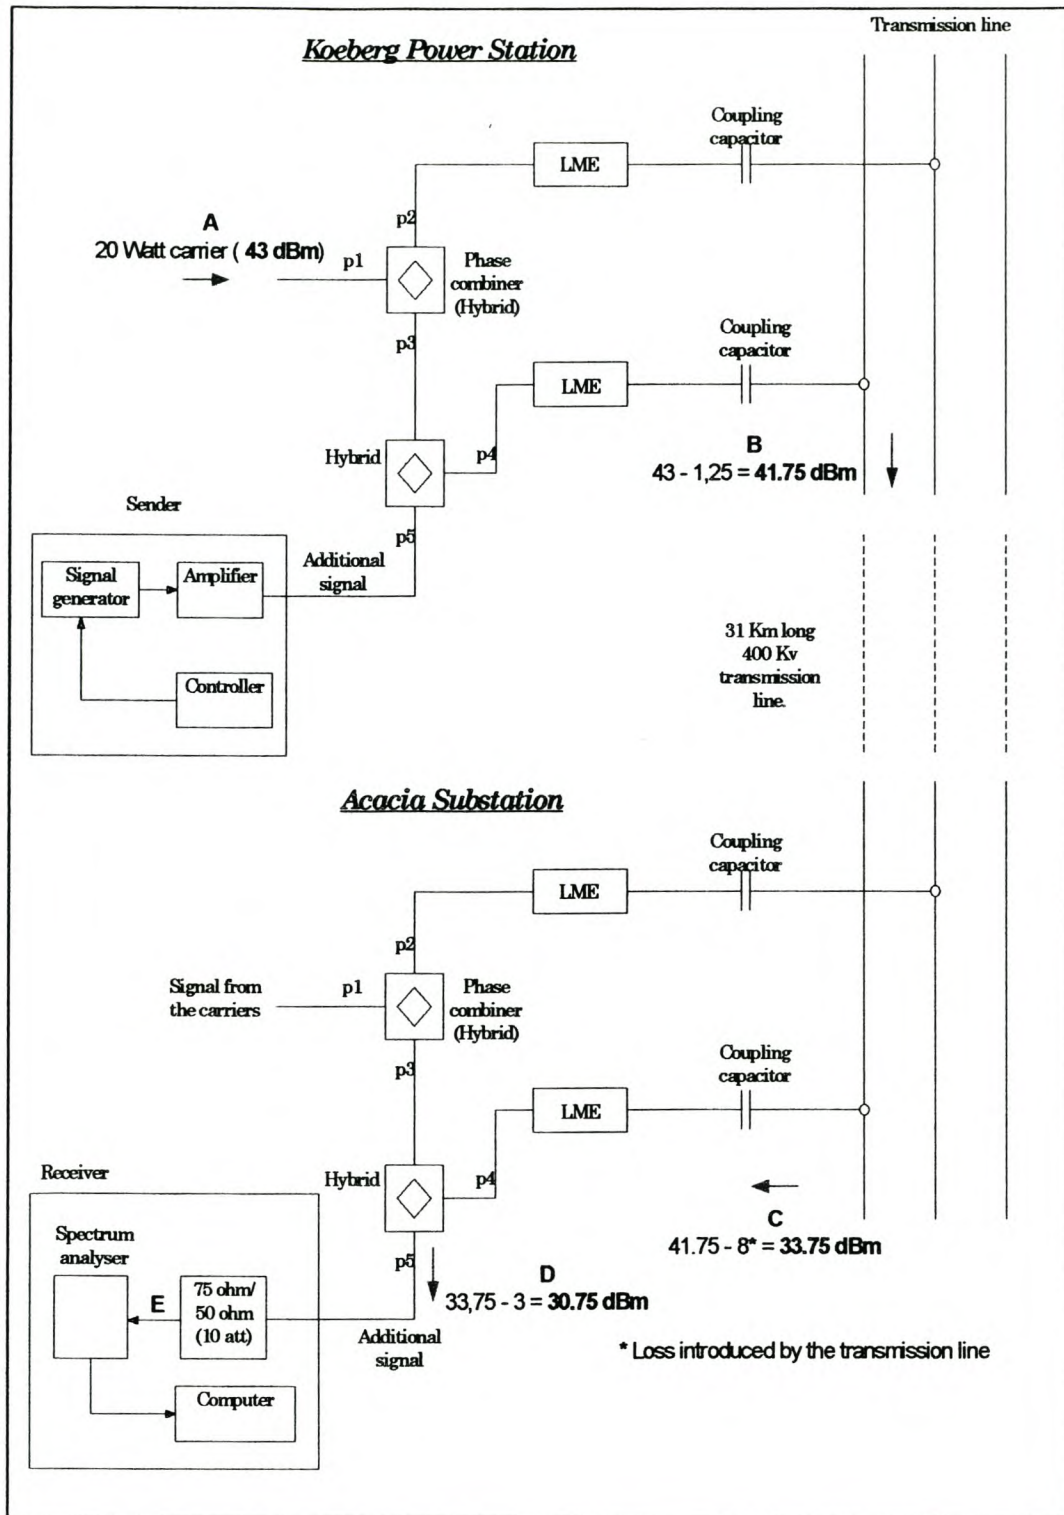 Transmission line
Koeberg Power Station
Coupling
capacitor
LME
p2
A
20 Watt carrier ( 43 dBm)
p1
Phase
combiner
(Hybrid)
p3
Coupling
capacitor
LME
Hybrid
p4
B
43 - 1,25 = 41.75 dBm
Sender
p5
Additional
signal
Signal
generator
Amplifier
Controller
31 Km long
400 Kv
transmission
line.
Acacia Substation
Coupling
capacitor
LME
p2
Signal from
the carriers
p1
Phase
combiner
(Hybrid)
p3
Coupling
capacitor
LME
Receiver
Hybrid
p4
C
41.75 - 8* = 33.75 dBm
Spectrum
analyser
p5
D
33,75 - 3 = 30.75 dBm
E
75 ohm/
50 ohm
(10 att)
Additional
signal
* Loss introduced by the transmission line
Computer